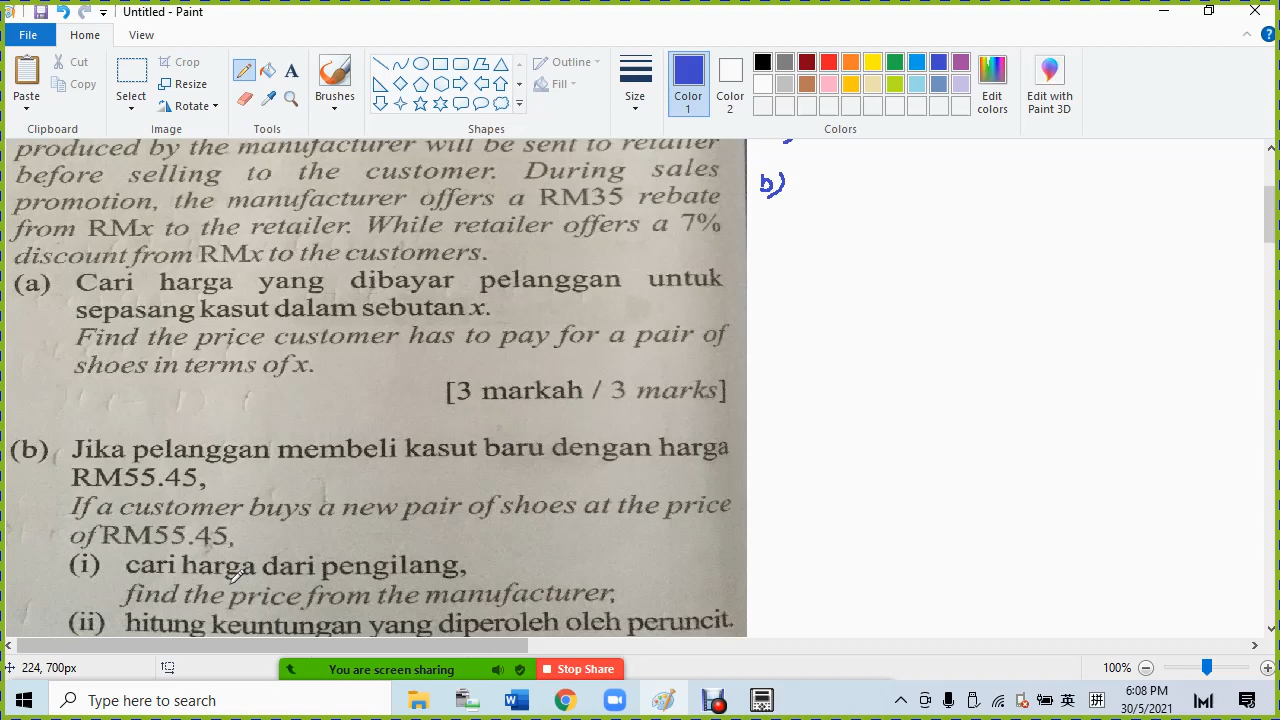 Untitled - Paint
File
Home
View
Paste
Cut
Copy
Clipboard
Select
Crop
Resize
Rotate
Image
A
Tools
Brushes
Shapes
Outline
Fill
Size
Color 1
Color 2
Edit colors
Colors
Edit with Paint 3D
produced by the manufacturer will be sent to retailer
before selling to the customer. During sales
promotion, the manufacturer offers a RM35 rebate
from RMx to the retailer. While retailer offers a 7%
discount from RMx to the customers.
(a) Cari harga yang dibayar pelanggan untuk
sepasang kasut dalam sebutan x.
Find the price customer has to pay for a pair of
shoes in terms of x.
[3 markah / 3 marks]
(b) Jika pelanggan membeli kasut baru dengan harga
RM55.45,
If a customer buys a new pair of shoes at the price
of RM55.45,
(i) cari harga dari pengilang,
find the price from the manufacturer,
(ii) hitung keuntungan yang diperoleh oleh peruncit.
b)
224, 700px
You are screen sharing
Stop Share
100%
Type here to search
英
拼
6:08 PM
30/5/2021